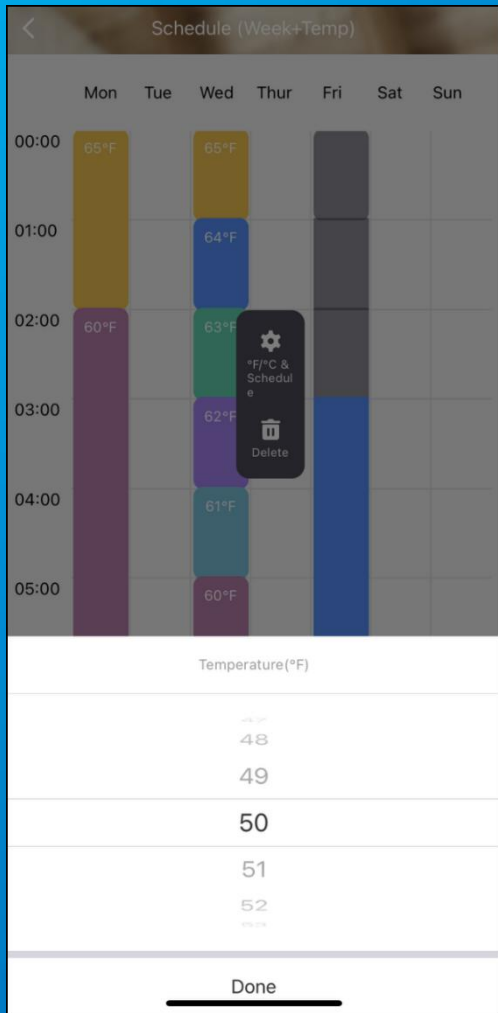 Schedule (Week+Temp)
Mon Tue Wed Thur Fri Sat Sun
00:00 65°F 65°F
01:00 64°F
02:00 60°F 63°F
°F/°C &
Schedul
e
03:00 62°F
Delete
04:00 61°F
05:00 60°F
Temperature(°F)
47
48
49
50
51
52
53
Done